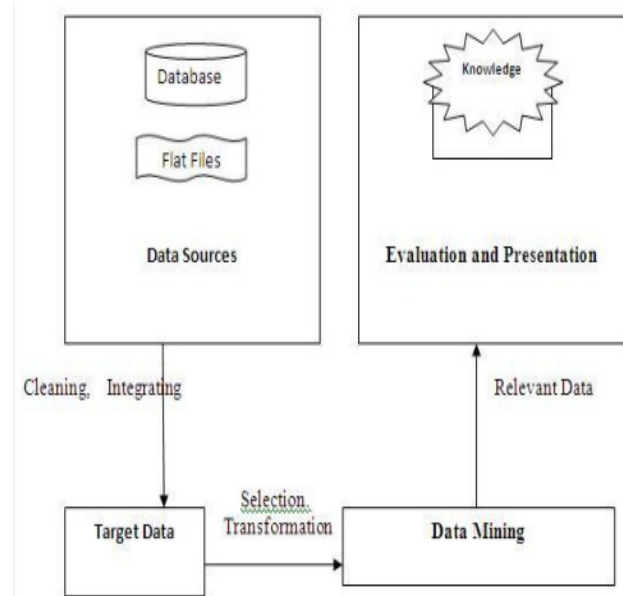 Database
Flat Files
Data Sources
Knowledge
Evaluation and Presentation
Cleaning, Integrating
Relevant Data
Target Data
Selection.
Transformation
Data Mining